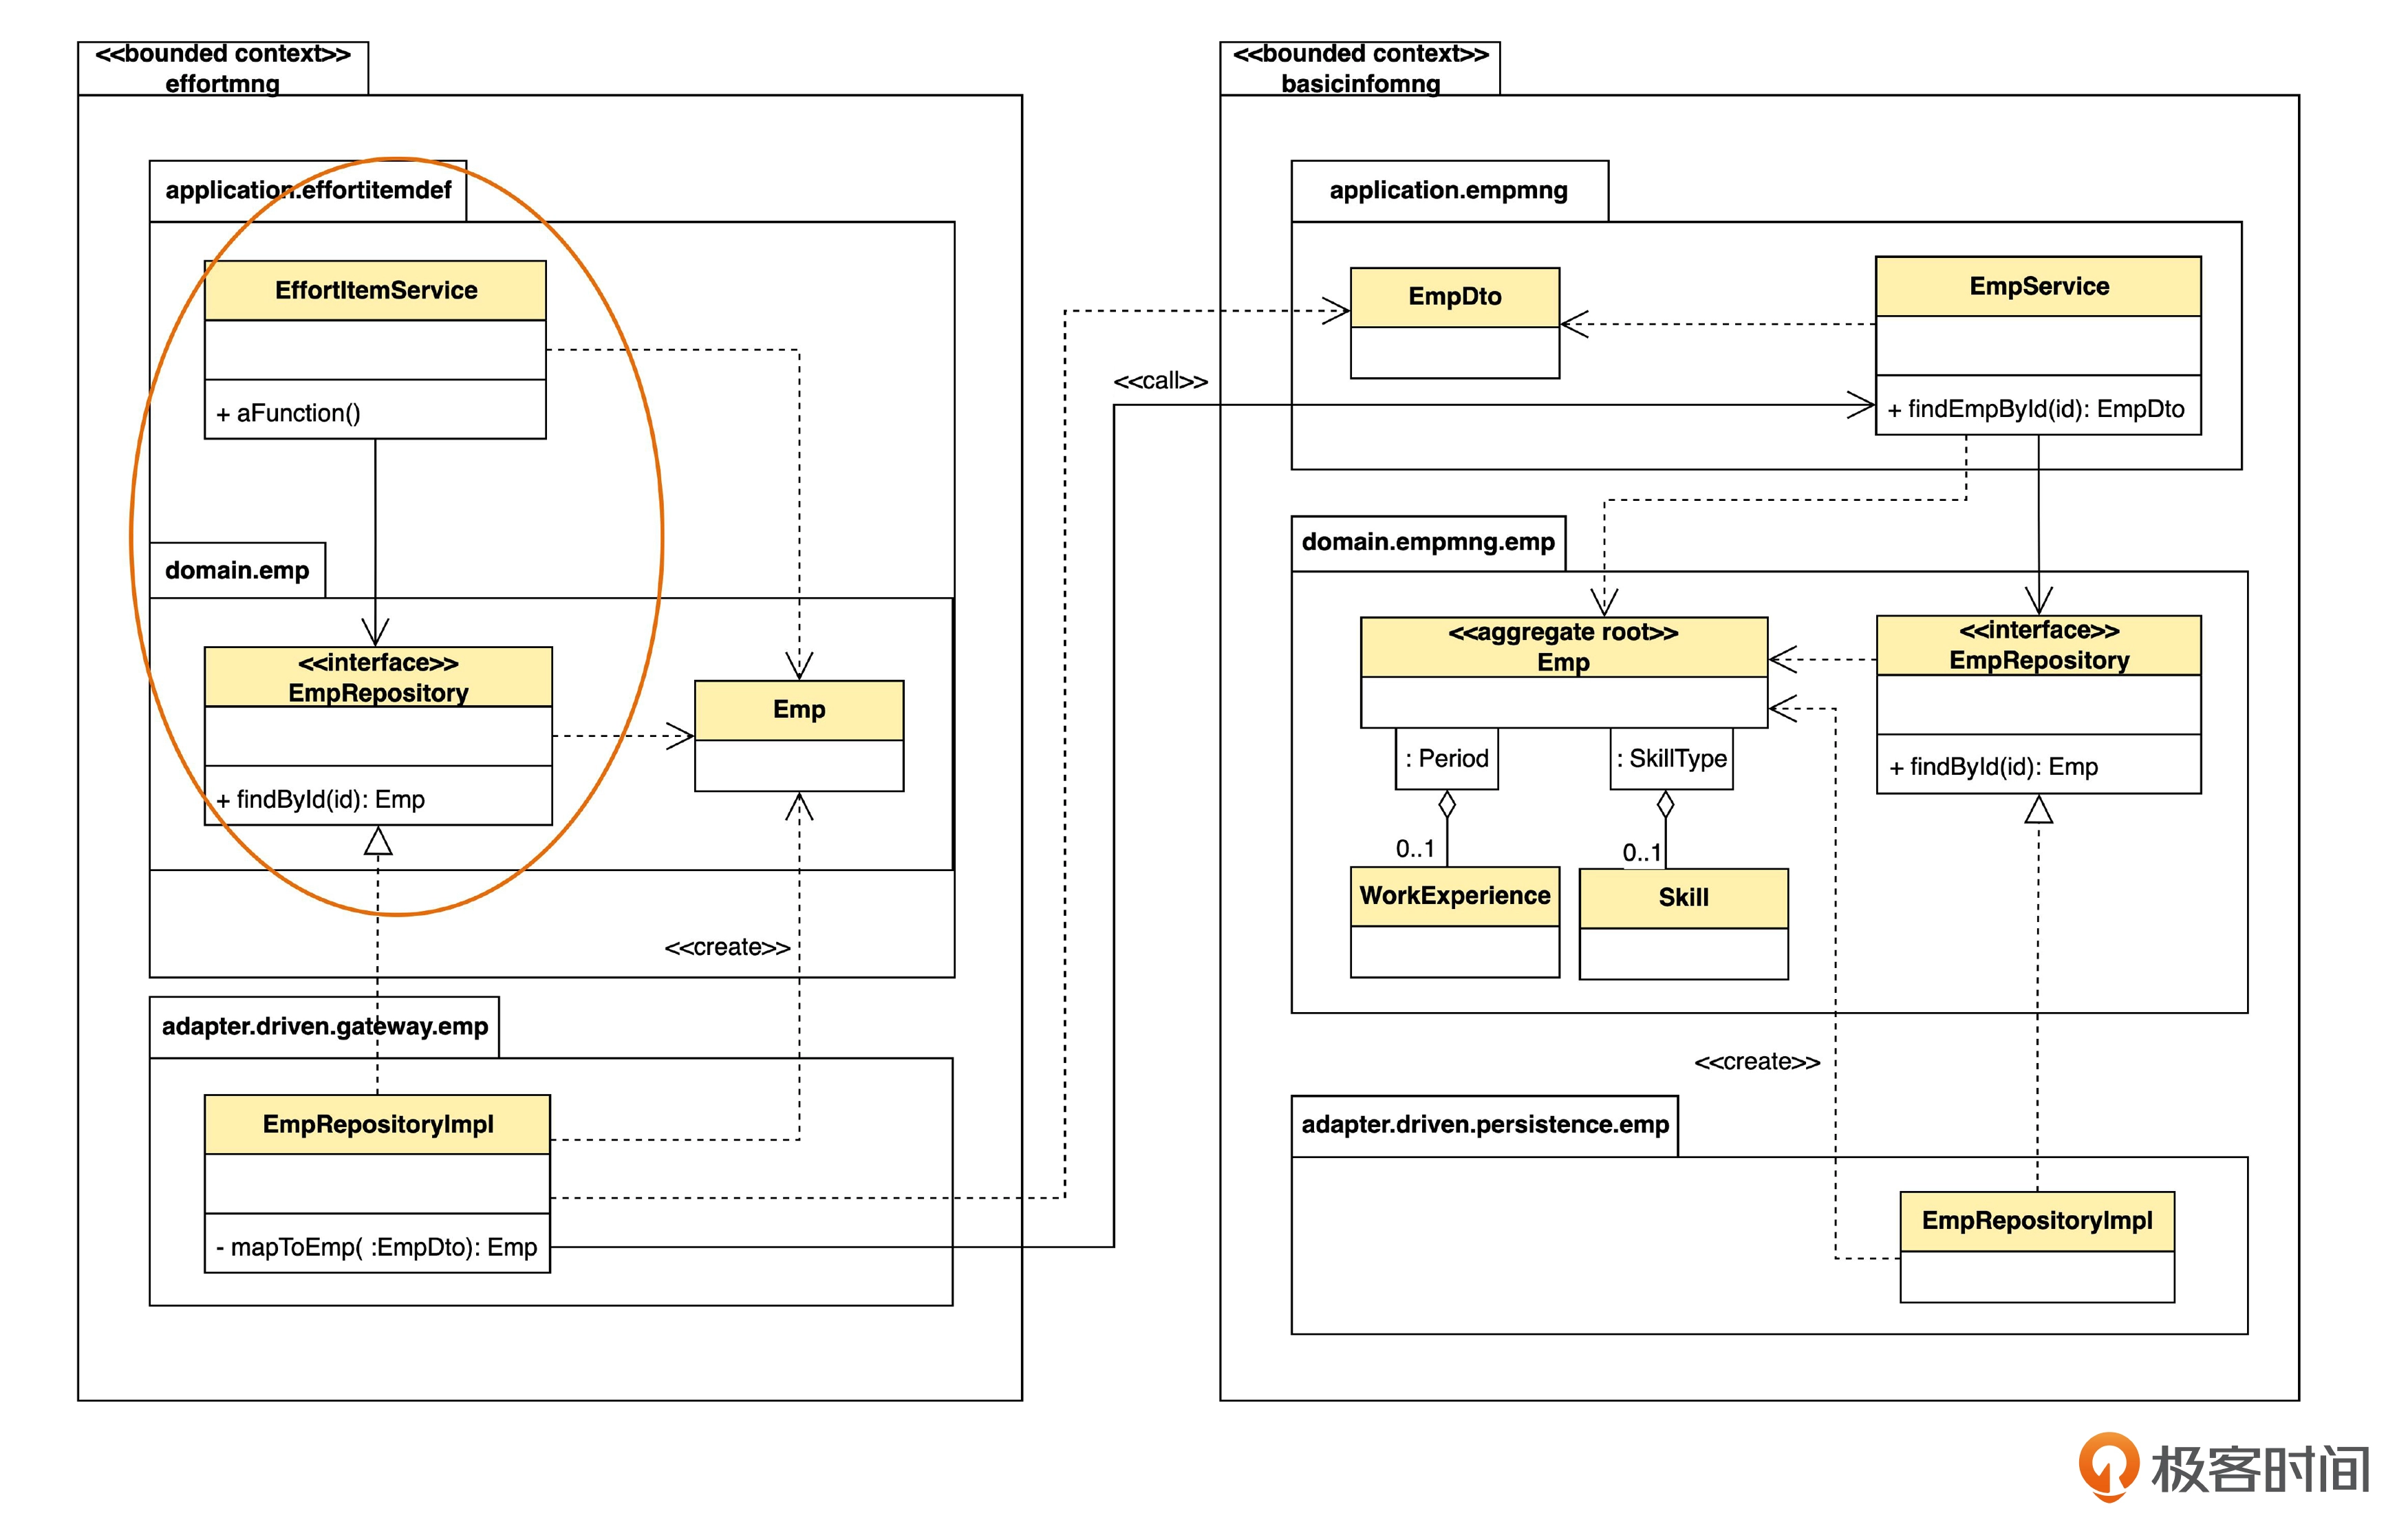 <<bounded context>>
effortmng
application.effortitemdef
EffortItemService
+ aFunction()
domain.emp
<<interface>>
EmpRepository
+ findById(id): Emp
Emp
<<create>>
adapter.driven.gateway.emp
EmpRepositoryImpl
- mapToEmp( :EmpDto): Emp
<<call>>
<<bounded context>>
basicinfomng
application.empmng
EmpDto
EmpService
+ findEmpById(id): EmpDto
domain.empmng.emp
<<aggregate root>>
Emp
: Period
: SkillType
0..1
0..1
WorkExperience
Skill
<<interface>>
EmpRepository
+ findById(id): Emp
<<create>>
adapter.driven.persistence.emp
EmpRepositoryImpl
极客时间